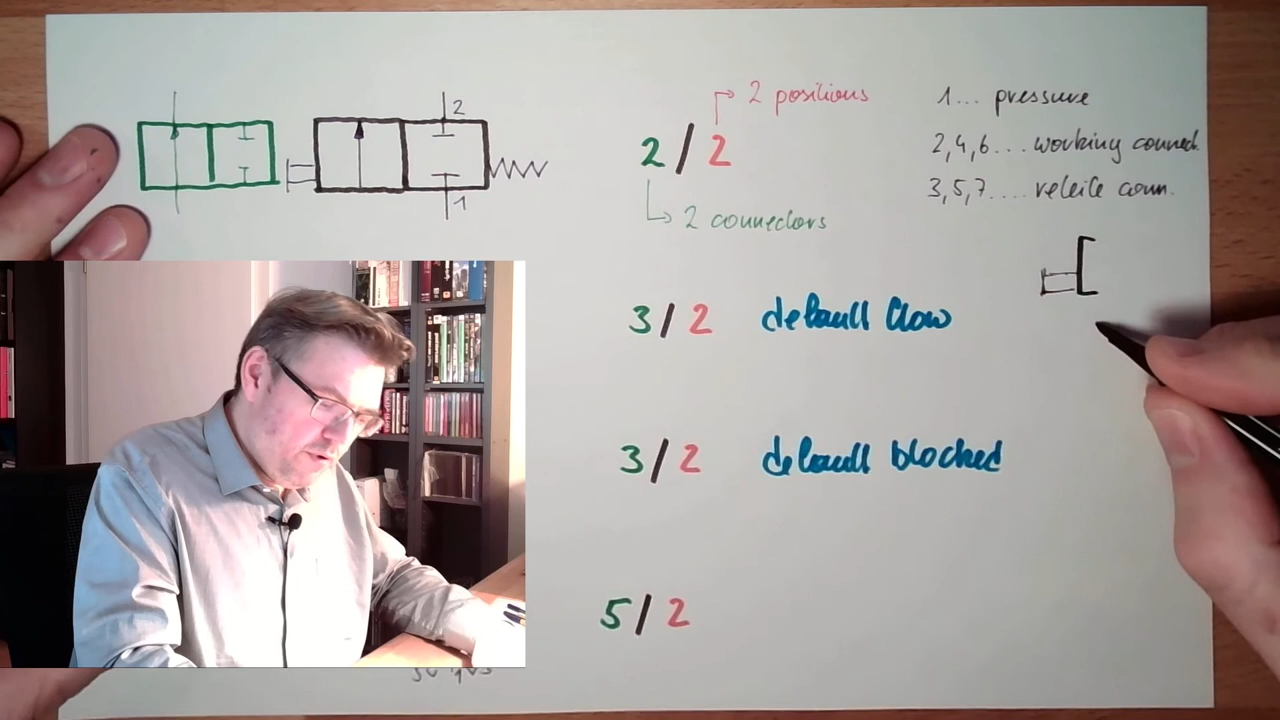 2
1
2 / 2
2 positions
2 connectors
1... pressure
2,4,6... working connect.
3,5,7.... conn.
3 / 2 default flow
3 / 2 default blocked
5 / 2